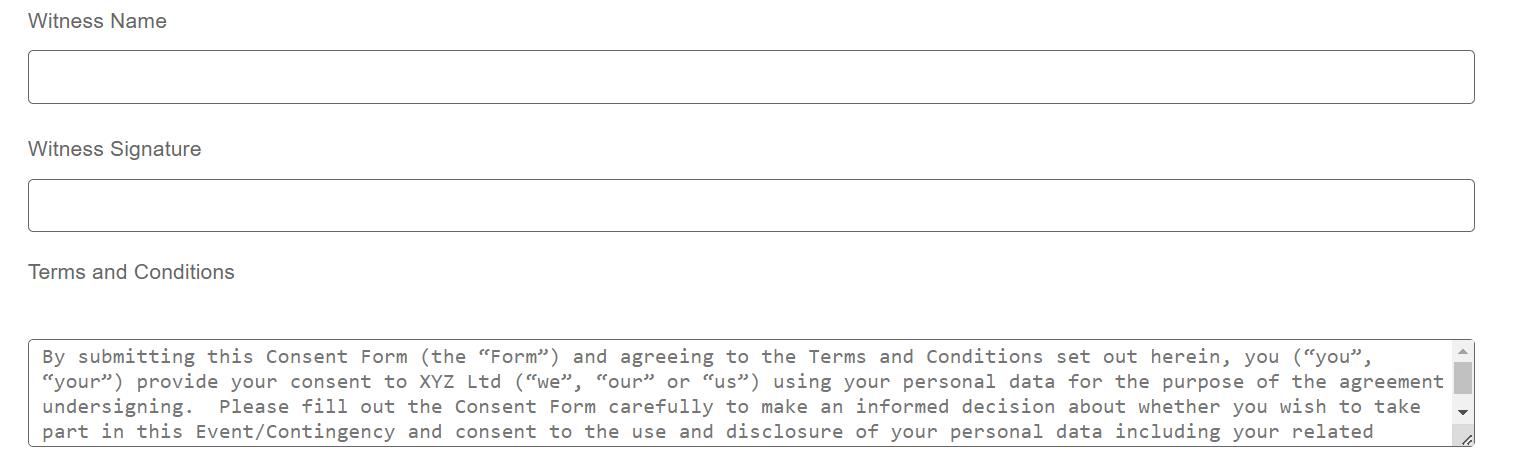 Witness Name
Witness Signature
Terms and Conditions
By submitting this Consent Form (the “Form”) and agreeing to the Terms and Conditions set out herein, you (“you”,
“your”) provide your consent to XYZ Ltd (“we”, “our” or “us”) using your personal data for the purpose of the agreement
undersigning.  Please fill out the Consent Form carefully to make an informed decision about whether you wish to take
part in this Event/Contingency and consent to the use and disclosure of your personal data including your related